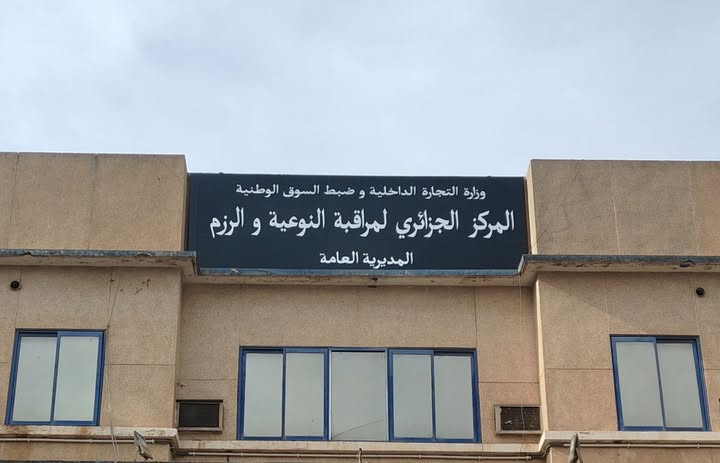 وزارة التجارة الداخلية و ضبط السوق الوطنية
المركز الجزائري لمراقبة النوعية و الرزم
المديرية العامة